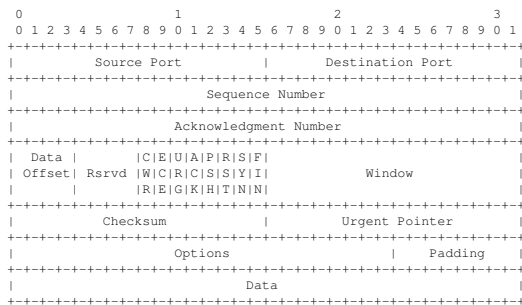 0                   1                   2                   3
 0 1 2 3 4 5 6 7 8 9 0 1 2 3 4 5 6 7 8 9 0 1 2 3 4 5 6 7 8 9 0 1
+-+-+-+-+-+-+-+-+-+-+-+-+-+-+-+-+-+-+-+-+-+-+-+-+-+-+-+-+-+-+-+-+
|          Source Port          |       Destination Port        |
+-+-+-+-+-+-+-+-+-+-+-+-+-+-+-+-+-+-+-+-+-+-+-+-+-+-+-+-+-+-+-+-+
|                        Sequence Number                        |
+-+-+-+-+-+-+-+-+-+-+-+-+-+-+-+-+-+-+-+-+-+-+-+-+-+-+-+-+-+-+-+-+
|                    Acknowledgment Number                      |
+-+-+-+-+-+-+-+-+-+-+-+-+-+-+-+-+-+-+-+-+-+-+-+-+-+-+-+-+-+-+-+-+
|  Data |       |C|E|U|A|P|R|S|F|                               |
| Offset| Rsrvd |W|C|R|C|S|S|Y|I|            Window             |
|       |       |R|E|G|K|H|T|N|N|                               |
+-+-+-+-+-+-+-+-+-+-+-+-+-+-+-+-+-+-+-+-+-+-+-+-+-+-+-+-+-+-+-+-+
|           Checksum            |         Urgent Pointer        |
+-+-+-+-+-+-+-+-+-+-+-+-+-+-+-+-+-+-+-+-+-+-+-+-+-+-+-+-+-+-+-+-+
|                    Options                    |    Padding    |
+-+-+-+-+-+-+-+-+-+-+-+-+-+-+-+-+-+-+-+-+-+-+-+-+-+-+-+-+-+-+-+-+
|                             Data                              |
+-+-+-+-+-+-+-+-+-+-+-+-+-+-+-+-+-+-+-+-+-+-+-+-+-+-+-+-+-+-+-+-+